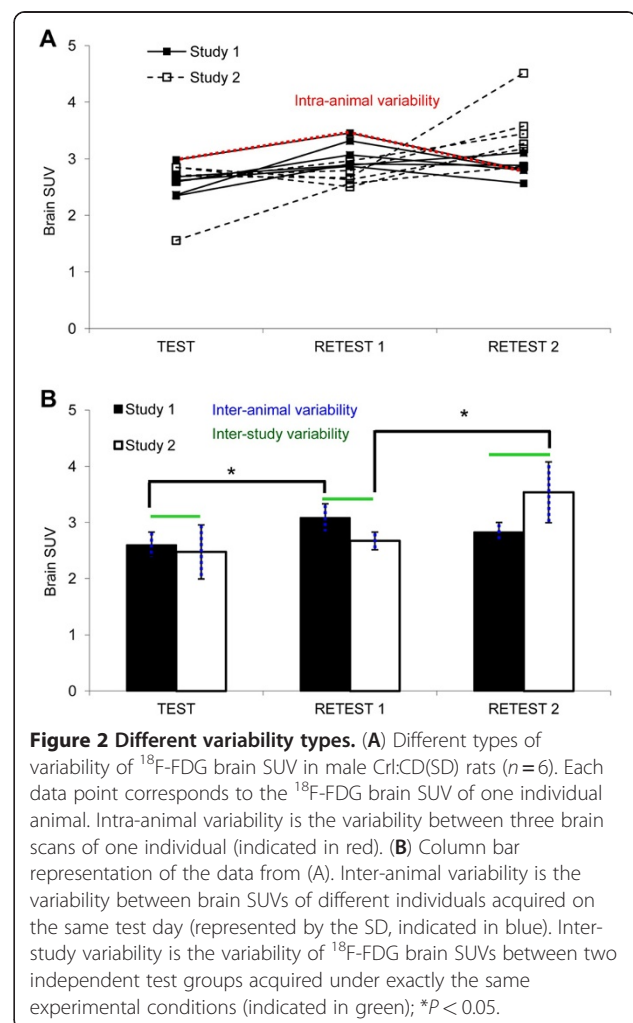 A
5
Study 1
Study 2
4
Intra-animal variability
3
Brain SUV
2
1
0
TEST RETEST 1 RETEST 2
B
5
Study 1 Inter-animal variability
*
Study 2 Inter-study variability
4
*
3
Brain SUV
2
1
0
TEST RETEST 1 RETEST 2
Figure 2 Different variability types. (A) Different types of
variability of ¹⁸F-FDG brain SUV in male Crl:CD(SD) rats (n = 6). Each
data point corresponds to the ¹⁸F-FDG brain SUV of one individual
animal. Intra-animal variability is the variability between three brain
scans of one individual (indicated in red). (B) Column bar
representation of the data from (A). Inter-animal variability is the
variability between brain SUVs of different individuals acquired on
the same test day (represented by the SD, indicated in blue). Inter-
study variability is the variability of ¹⁸F-FDG brain SUVs between two
independent test groups acquired under exactly the same
experimental conditions (indicated in green); *P < 0.05.